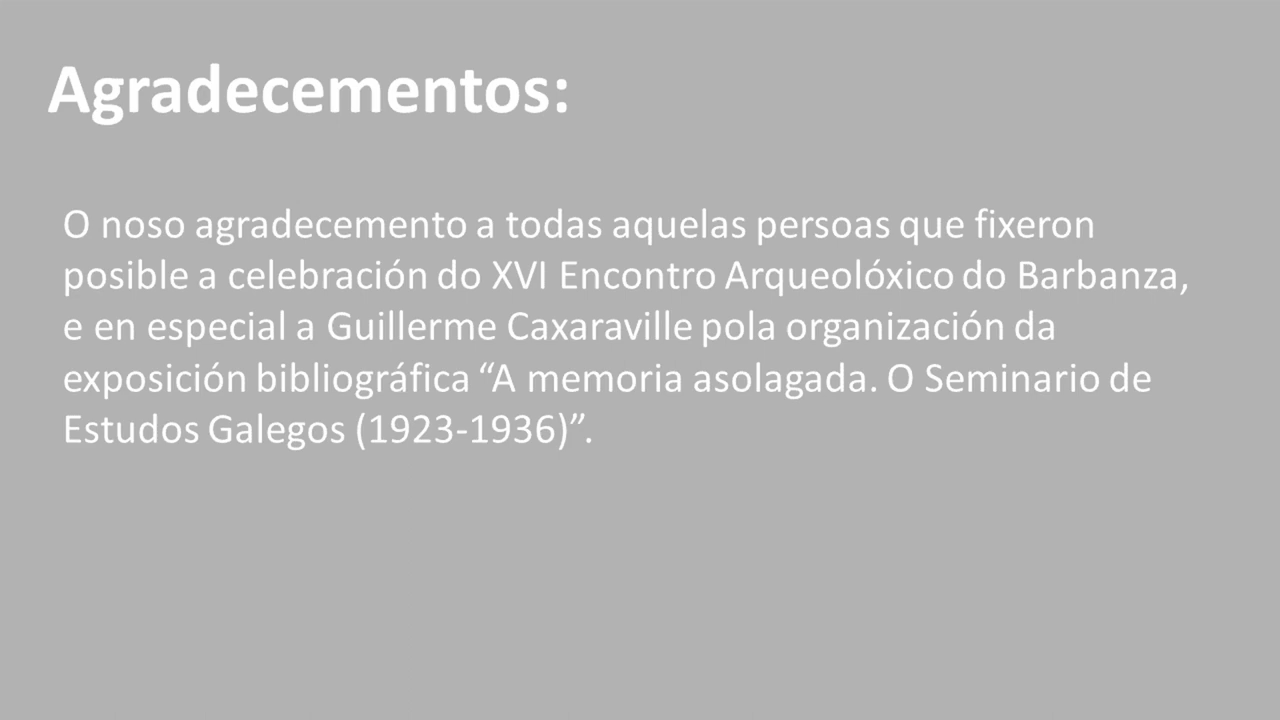 Agradecementos:
O noso agradecemento a todas aquelas persoas que fixeron
posible a celebración do XVI Encontro Arqueolóxico do Barbanza,
e en especial a Guillerme Caxaraville pola organización da
exposición bibliográfica “A memoria asolagada. O Seminario de
Estudos Galegos (1923-1936)”.